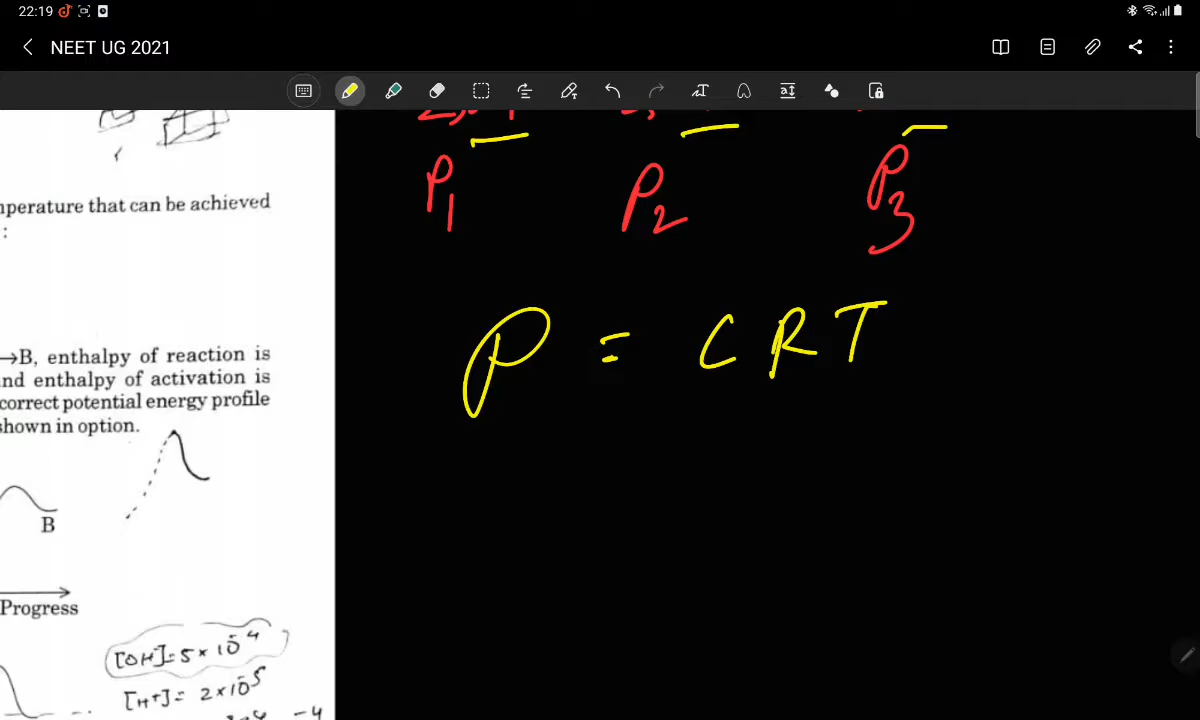 22:19
NEET UG 2021
P1 P2 P3
mperature that can be achieved
:
P = CRT
→B, enthalpy of reaction is
nd enthalpy of activation is
correct potential energy profile
shown in option.
B
Progress
[OH]=5×10⁻⁴
[H+]= 2×10⁻⁵